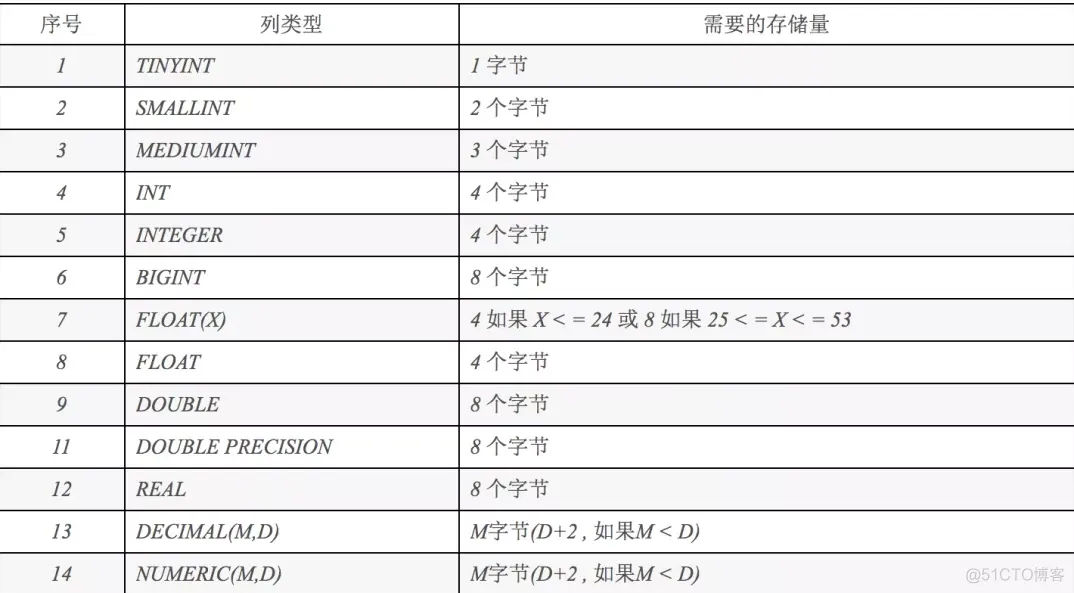 序号 列类型 需要的存储量
1 TINYINT 1 字节
2 SMALLINT 2 个字节
3 MEDIUMINT 3 个字节
4 INT 4 个字节
5 INTEGER 4 个字节
6 BIGINT 8 个字节
7 FLOAT(X) 4 如果 X < = 24 或 8 如果 25 < = X < = 53
8 FLOAT 4 个字节
9 DOUBLE 8 个字节
11 DOUBLE PRECISION 8 个字节
12 REAL 8 个字节
13 DECIMAL(M,D) M字节(D+2 , 如果M < D)
14 NUMERIC(M,D) M字节(D+2 , 如果M < D)
@51CTO博客